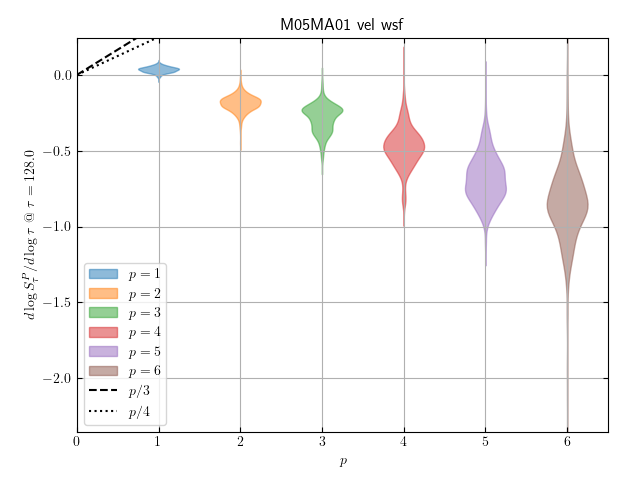 M05MA01 vel wsf
d log S_τ^P / d log τ @ τ = 128.0
0.0
−0.5
−1.0
−1.5
−2.0
p = 1
p = 2
p = 3
p = 4
p = 5
p = 6
p/3
p/4
0 1 2 3 4 5 6
p